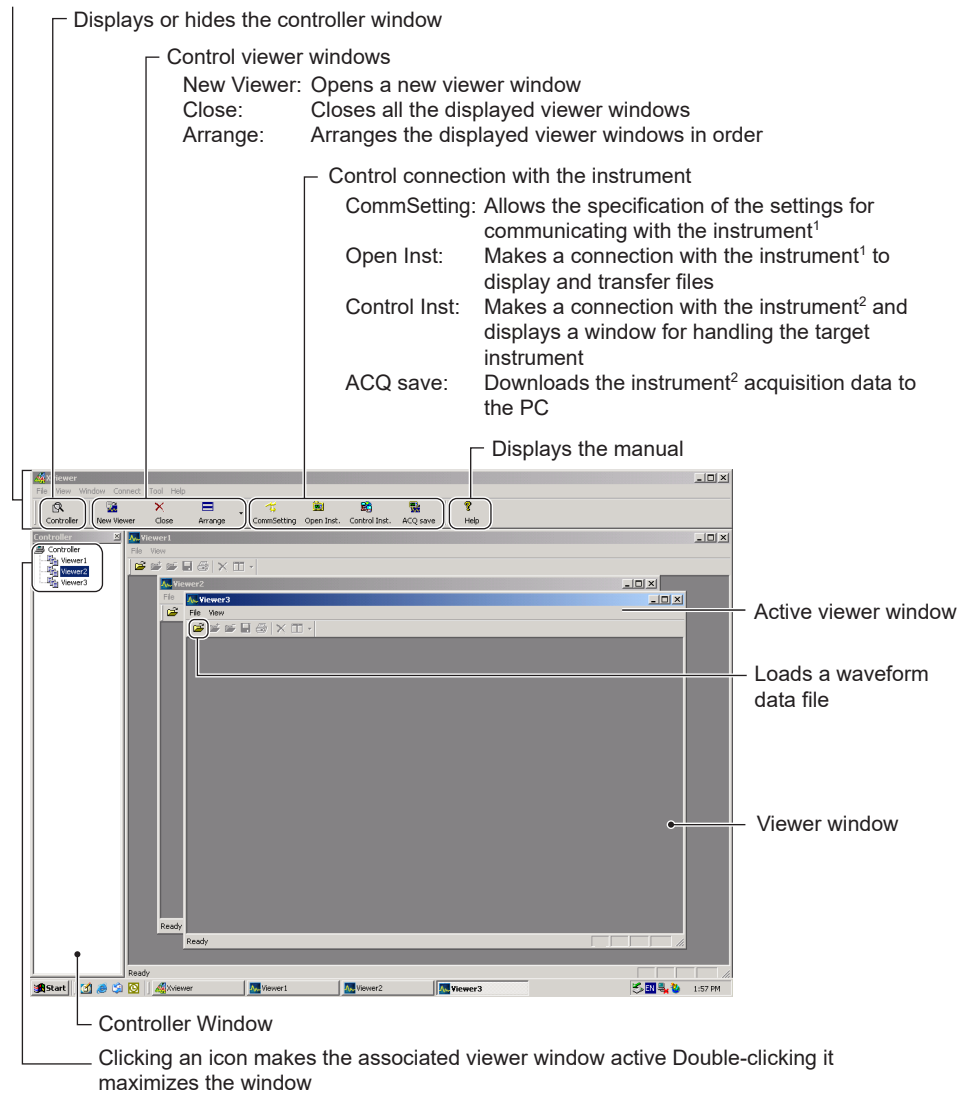 Displays or hides the controller window
Control viewer windows
New Viewer: Opens a new viewer window
Close: Closes all the displayed viewer windows
Arrange: Arranges the displayed viewer windows in order
Control connection with the instrument
CommSetting: Allows the specification of the settings for
communicating with the instrument¹
Open Inst: Makes a connection with the instrument¹ to
display and transfer files
Control Inst: Makes a connection with the instrument² and
displays a window for handling the target
instrument
ACQ save: Downloads the instrument² acquisition data to
the PC
Displays the manual
Xviewer
File View Window Connect Tool Help
Controller New Viewer Close Arrange CommSetting Open Inst. Control Inst. ACQ save Help
Controller
Controller
Viewer1
Viewer2
Viewer3
Viewer1
File View
Viewer2
File
Viewer3
File View
Active viewer window
Loads a waveform
data file
Viewer window
Ready
Ready
Ready
Start Xviewer Viewer1 Viewer2 Viewer3 EN 1:57 PM
Controller Window
Clicking an icon makes the associated viewer window active Double-clicking it
maximizes the window